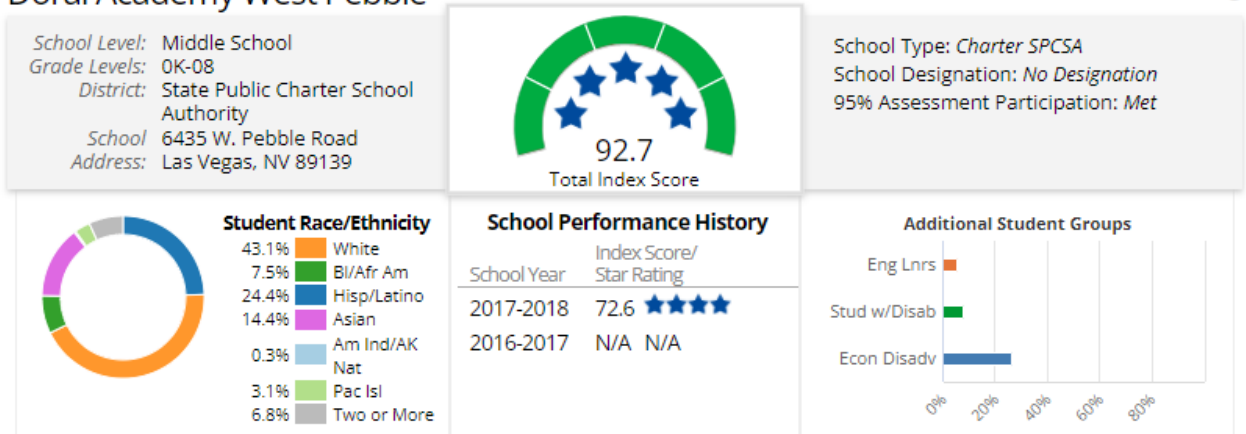 Doral Academy West Pebble
School Level: Middle School
Grade Levels: 0K-08
District: State Public Charter School
Authority
School 6435 W. Pebble Road
Address: Las Vegas, NV 89139
92.7
Total Index Score
School Type: Charter SPCSA
School Designation: No Designation
95% Assessment Participation: Met
Student Race/Ethnicity
43.1% White
7.5% Bl/Afr Am
24.4% Hisp/Latino
14.4% Asian
0.3% Am Ind/AK
Nat
3.1% Pac Isl
6.8% Two or More
School Performance History
Index Score/
School Year Star Rating
2017-2018 72.6
2016-2017 N/A N/A
Additional Student Groups
Eng Lnrs
Stud w/Disab
Econ Disadv
0% 20% 40% 60% 80%